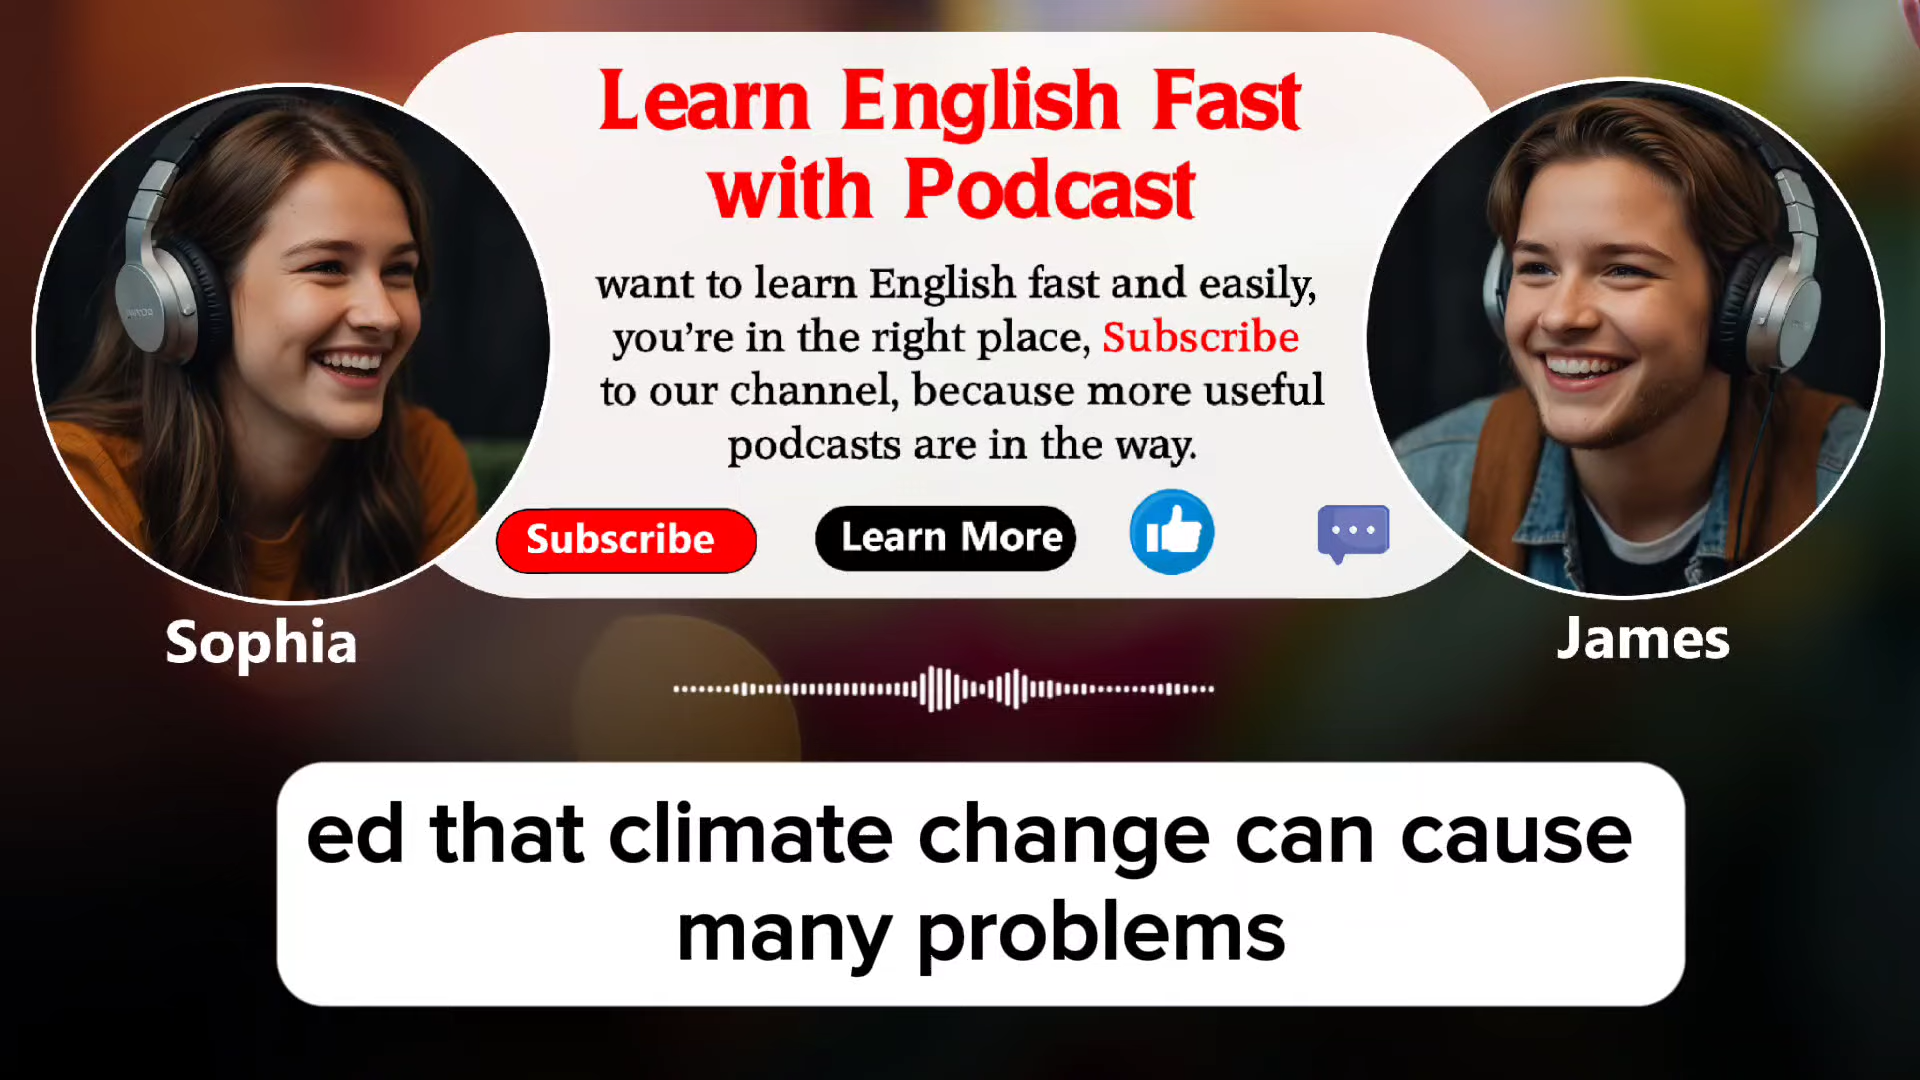 Learn English Fast
with Podcast
want to learn English fast and easily,
you're in the right place, Subscribe
to our channel, because more useful
podcasts are in the way.
Subscribe
Learn More
Sophia
James
ed that climate change can cause
many problems